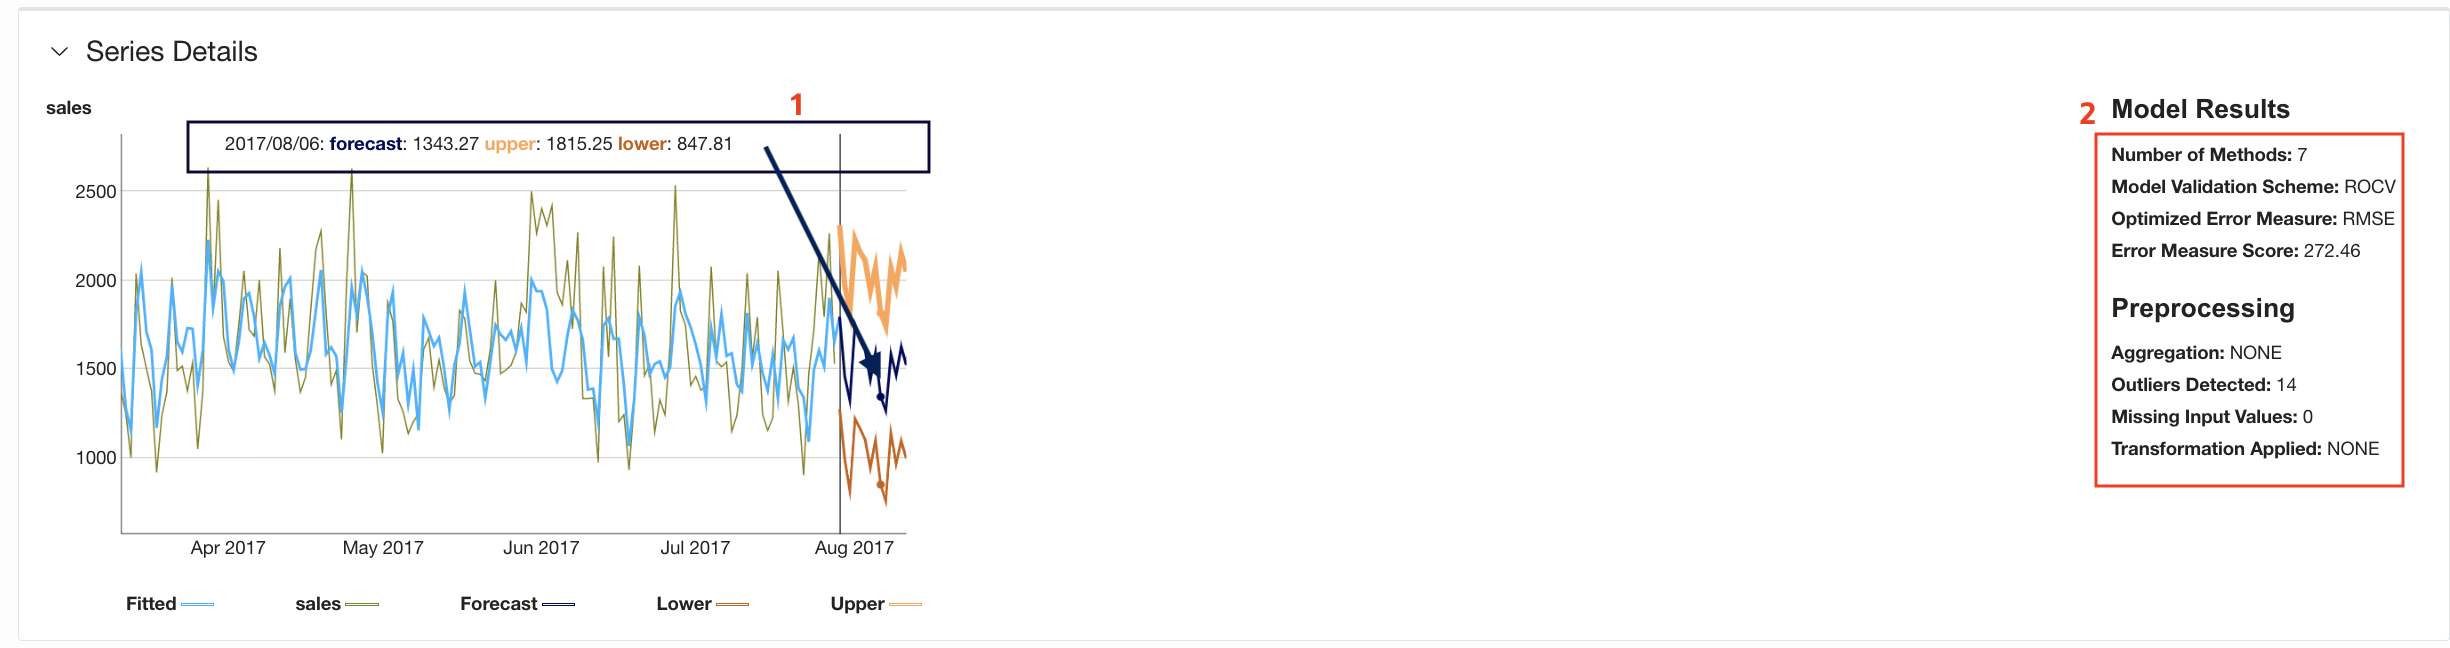 Series Details
sales
1
2017/08/06: forecast: 1343.27 upper: 1815.25 lower: 847.81
2500
2000
1500
1000
Apr 2017
May 2017
Jun 2017
Jul 2017
Aug 2017
Fitted
sales
Forecast
Lower
Upper
2
Model Results
Number of Methods: 7
Model Validation Scheme: ROCV
Optimized Error Measure: RMSE
Error Measure Score: 272.46
Preprocessing
Aggregation: NONE
Outliers Detected: 14
Missing Input Values: 0
Transformation Applied: NONE